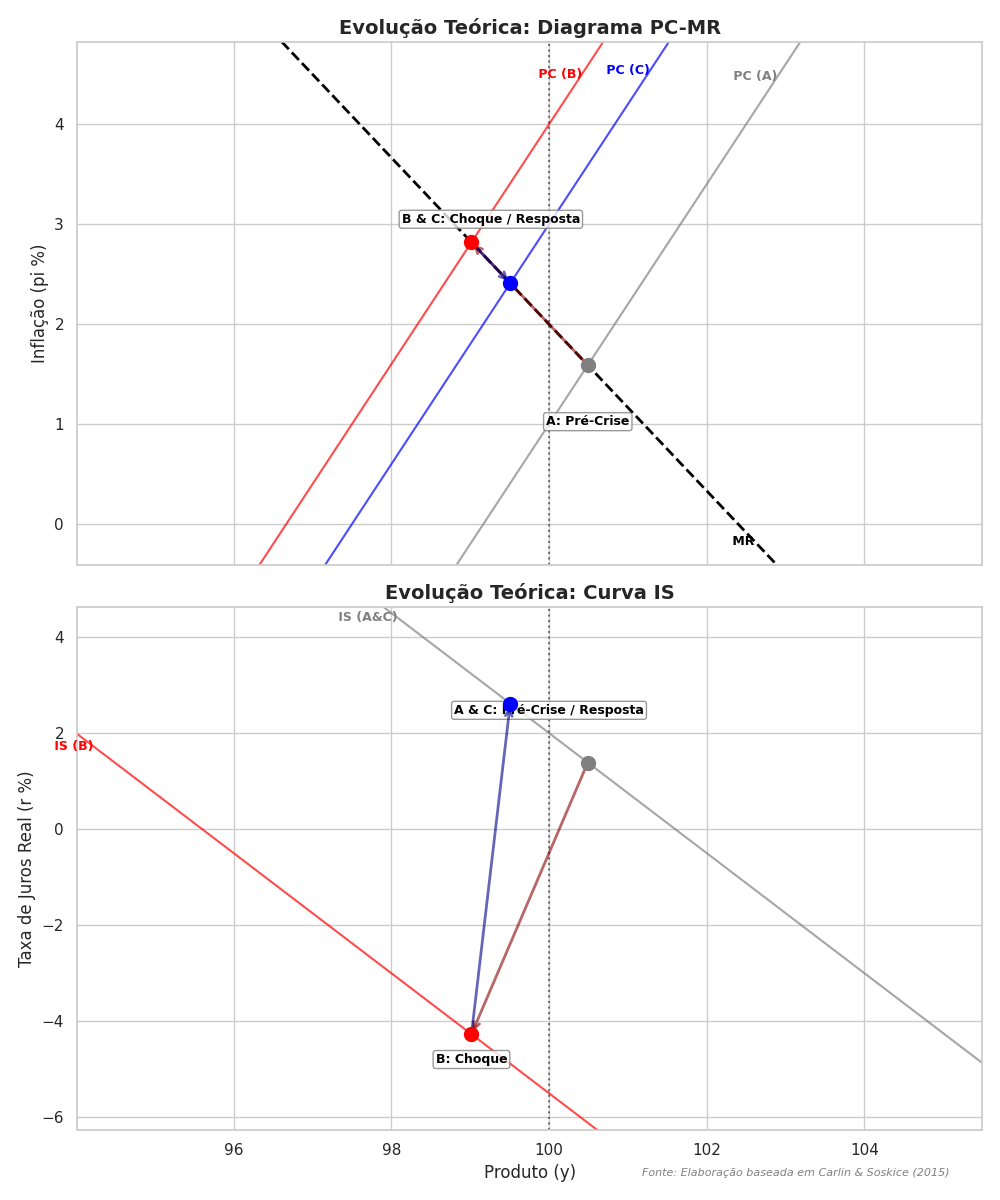 Evolução Teórica: Diagrama PC-MR
PC (B)
PC (C)
PC (A)
4
3
2
1
0
Inflação (pi %)
B & C: Choque / Resposta
A: Pré-Crise
MR
Evolução Teórica: Curva IS
IS (A&C)
IS (B)
4
2
0
−2
−4
−6
Taxa de Juros Real (r %)
A & C: Pré-Crise / Resposta
B: Choque
96
98
100
102
104
Produto (y)
Fonte: Elaboração baseada em Carlin & Soskice (2015)